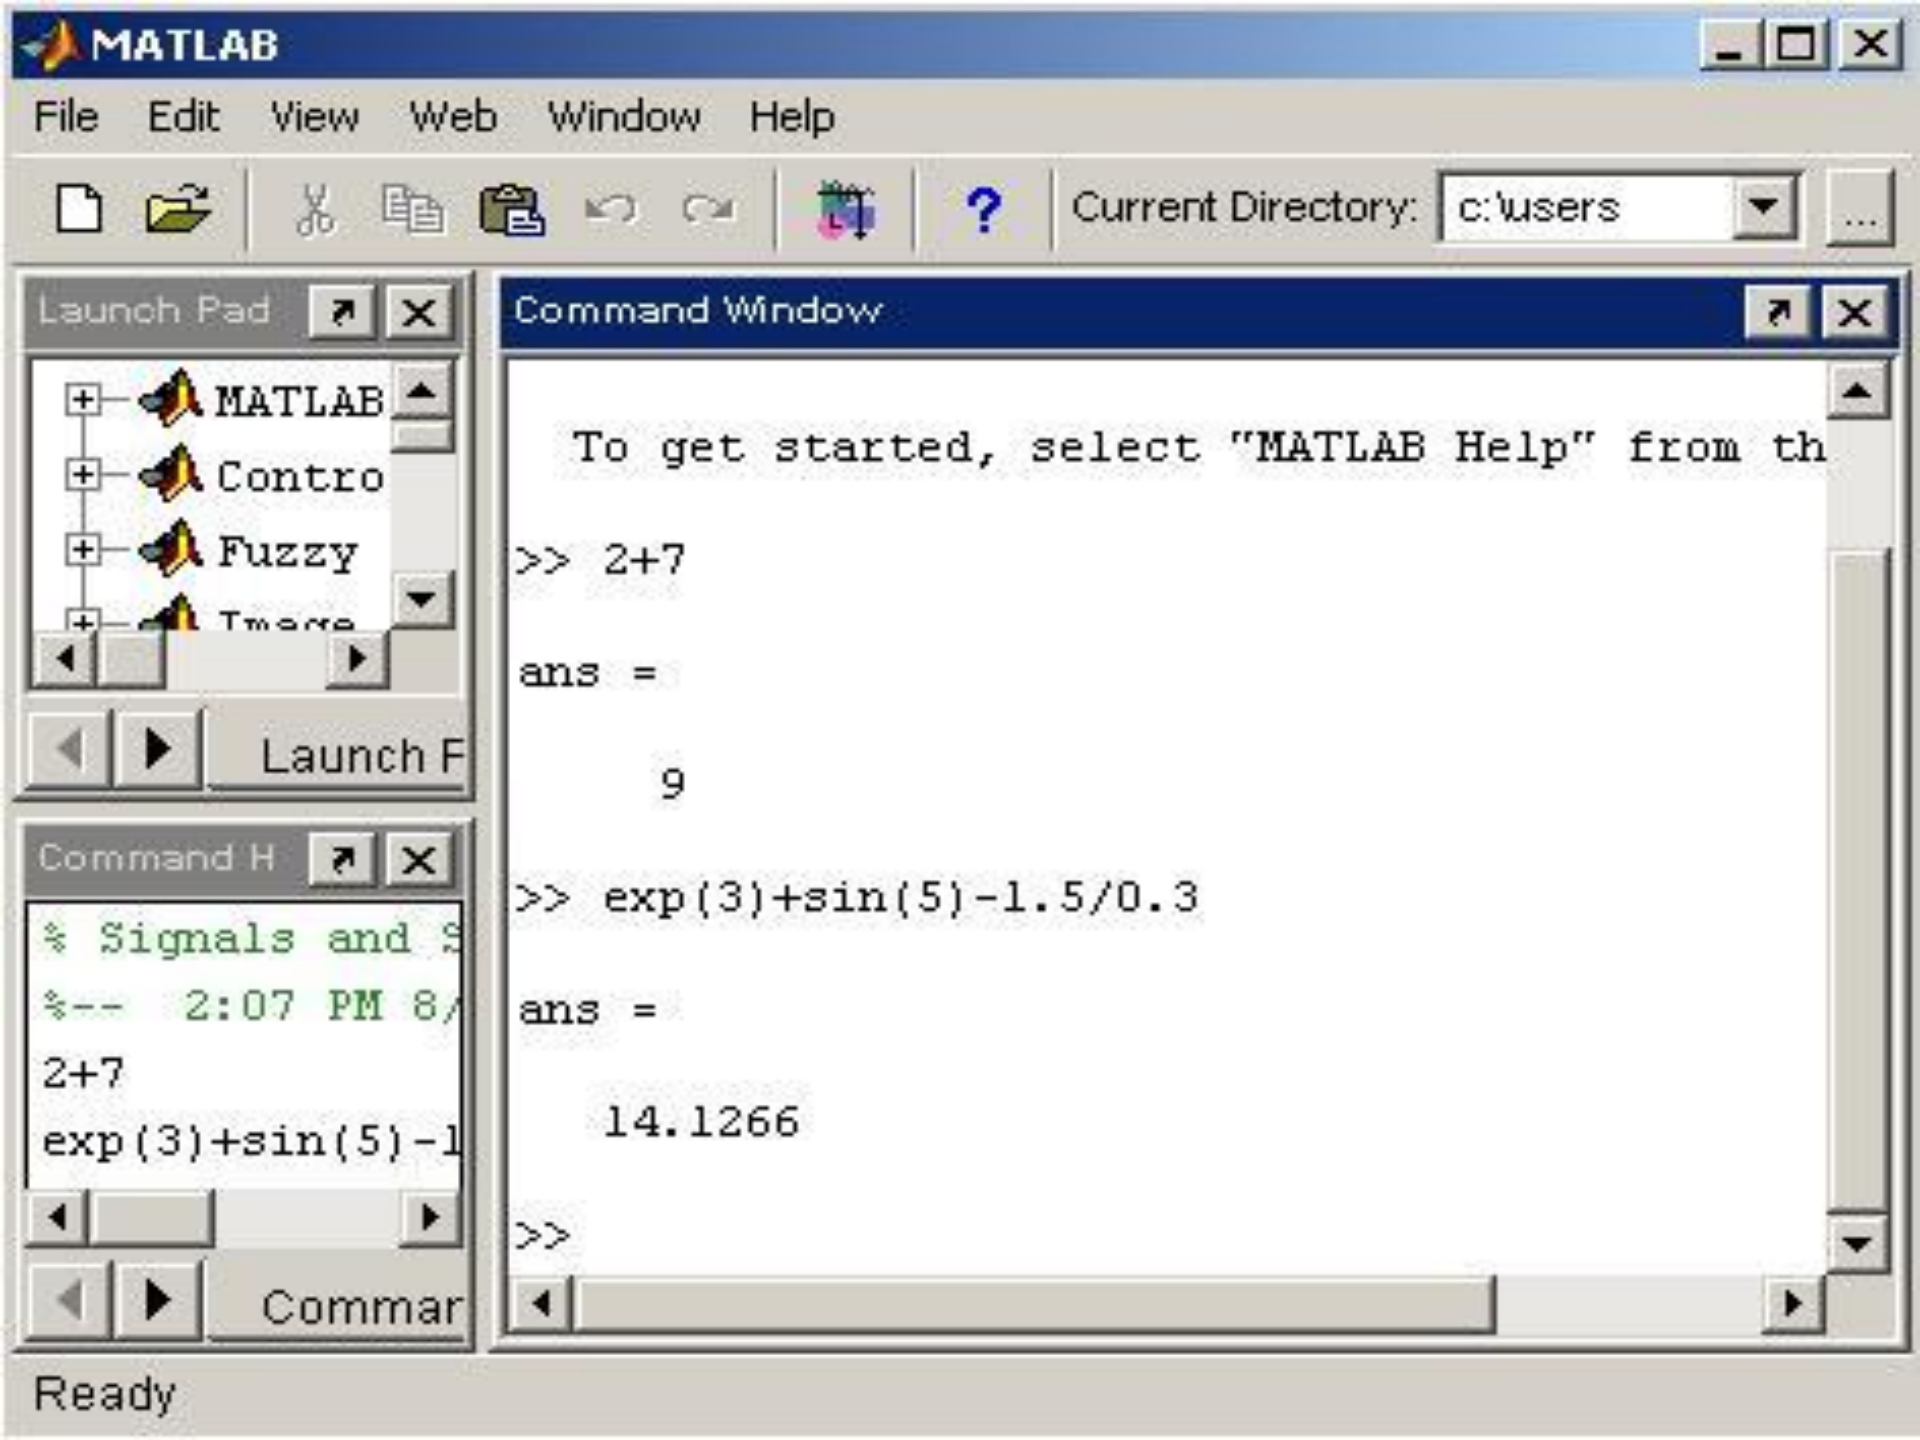 MATLAB
File Edit View Web Window Help
? Current Directory: c:\users ...
Launch Pad
MATLAB
Contro
Fuzzy
Image
Launch P
Command H
% Signals and S
%-- 2:07 PM 8/
2+7
exp(3)+sin(5)-1
Comman
Command Window
To get started, select "MATLAB Help" from th
>> 2+7
ans =
9
>> exp(3)+sin(5)-1.5/0.3
ans =
14.1266
>>
Ready